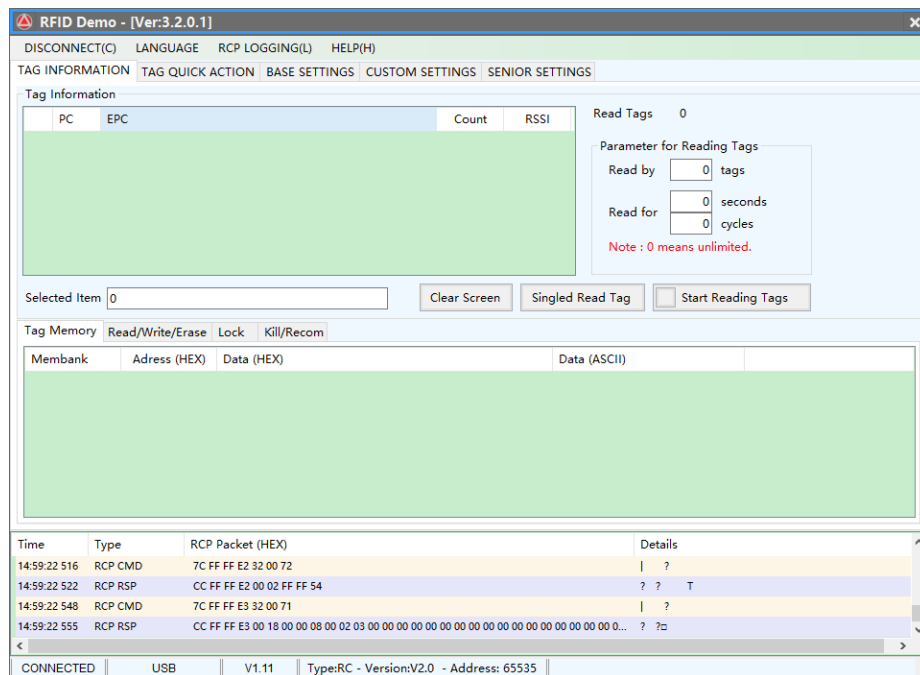 RFID Demo - [Ver:3.2.0.1]
DISCONNECT(C) LANGUAGE RCP LOGGING(L) HELP(H)
TAG INFORMATION TAG QUICK ACTION BASE SETTINGS CUSTOM SETTINGS SENIOR SETTINGS
Tag Information
PC EPC Count RSSI
Read Tags 0
Parameter for Reading Tags
Read by 0 tags
Read for 0 seconds
0 cycles
Note : 0 means unlimited.
Selected Item 0 Clear Screen Singled Read Tag Start Reading Tags
Tag Memory Read/Write/Erase Lock Kill/Recom
Membank Adress (HEX) Data (HEX) Data (ASCII)
Time Type RCP Packet (HEX) Details
14:59:22 516 RCP CMD 7C FF FF E2 32 00 72 | ?
14:59:22 522 RCP RSP CC FF FF E2 00 02 FF FF 54 ? ? T
14:59:22 548 RCP CMD 7C FF FF E3 32 00 71 | ?
14:59:22 555 RCP RSP CC FF FF E3 00 18 00 00 08 00 02 03 00 00 00 00 00 00 00 00 00 00 00 00 00 00 00 00 0... ? ?□
CONNECTED USB V1.11 Type:RC - Version:V2.0 - Address: 65535